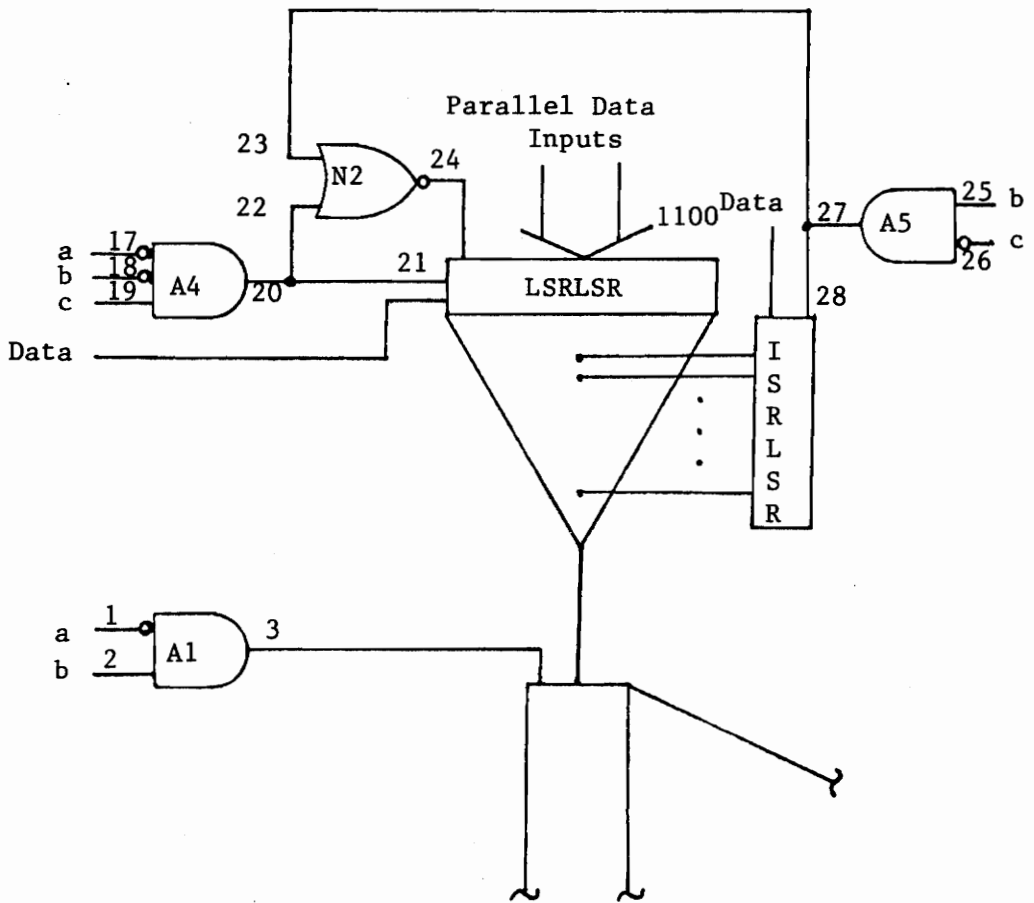 Parallel Data
Inputs
23
N2
24
22
1100
Data
27
A5
25
b
c
26
a
17
b
18
c
19
A4
20
21
LSRLSR
28
Data
I
S
R
L
S
R
a
1
b
2
A1
3